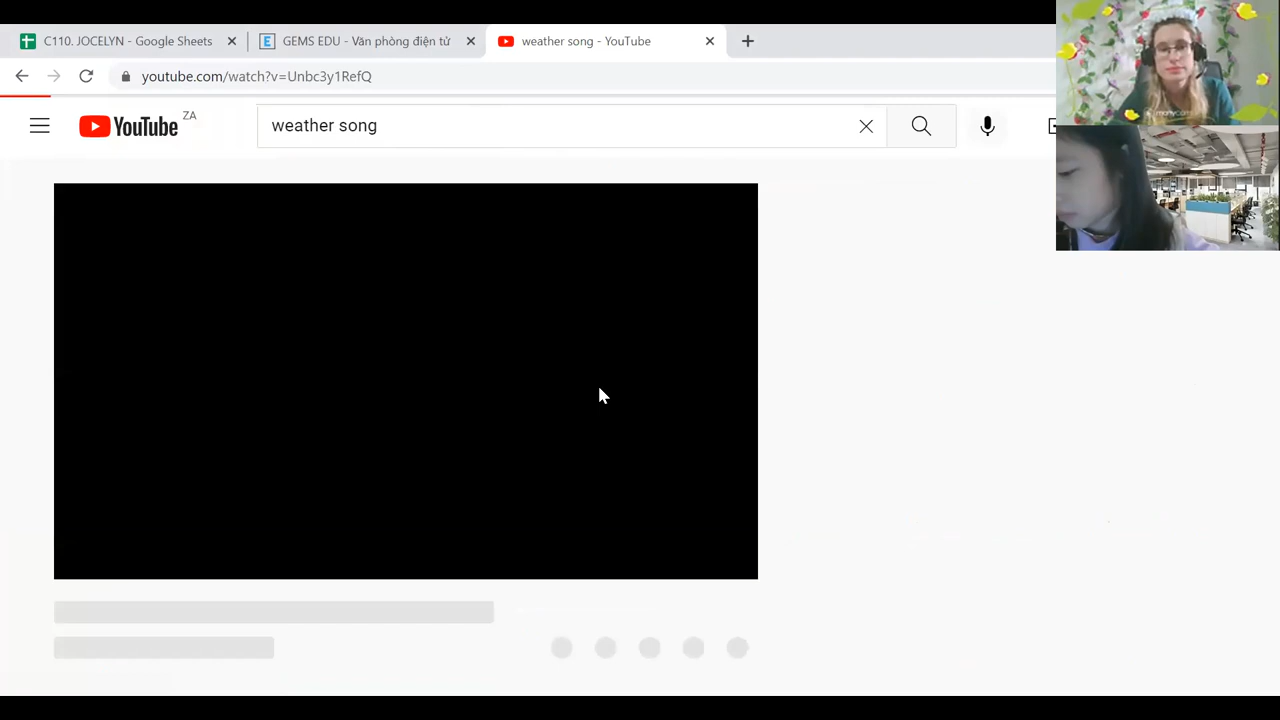 C110. JOCELYN - Google Sheets
GEMS EDU - Văn phòng điện tử
weather song - YouTube
youtube.com/watch?v=Unbc3y1RefQ
YouTube ZA
weather song